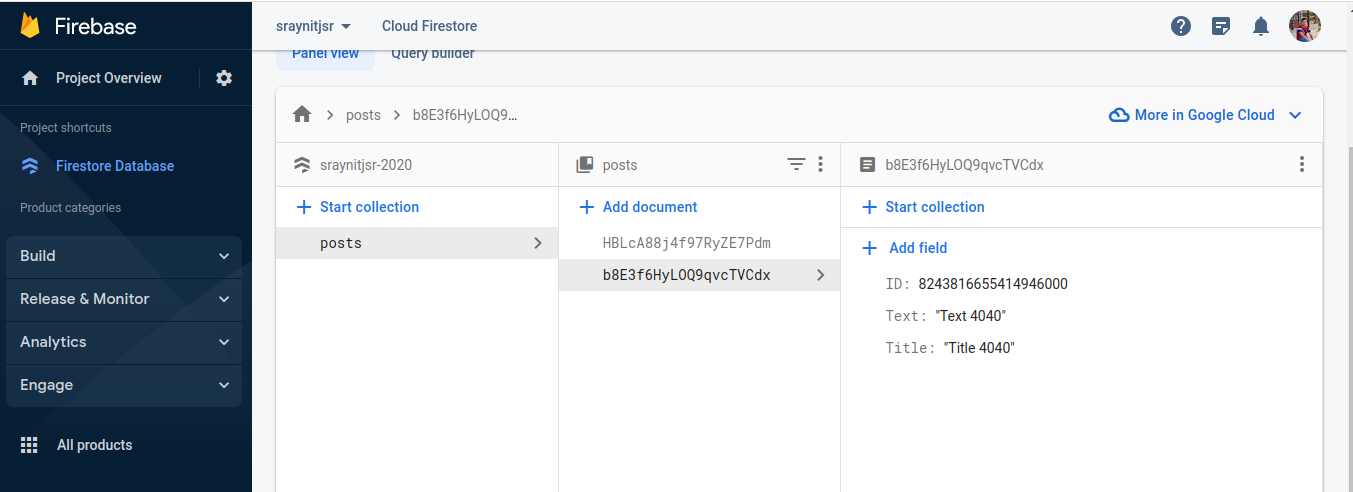 Firebase
Project Overview
Project shortcuts
Firestore Database
Product categories
Build
Release & Monitor
Analytics
Engage
All products
sraynitjsr
Cloud Firestore
Panel view
Query builder
posts
b8E3f6HyLOQ9…
More in Google Cloud
sraynitjsr-2020
Start collection
posts
posts
Add document
HBLcA88j4f97RyZE7Pdm
b8E3f6HyLOQ9qvcTVCdx
b8E3f6HyLOQ9qvcTVCdx
Start collection
Add field
ID: 8243816655414946000
Text: "Text 4040"
Title: "Title 4040"